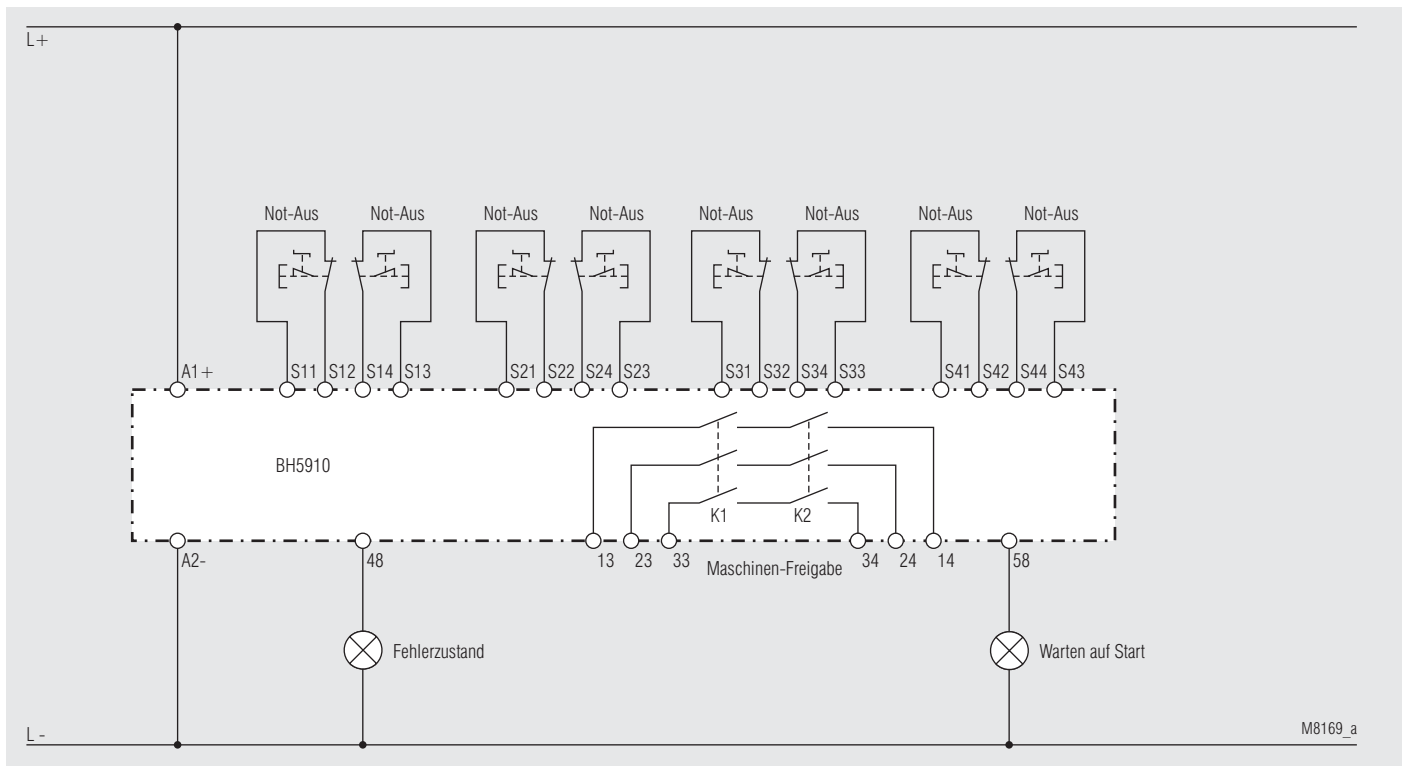 L+
Not-Aus Not-Aus Not-Aus Not-Aus Not-Aus Not-Aus Not-Aus Not-Aus
A1+ S11 S12 S14 S13 S21 S22 S24 S23 S31 S32 S34 S33 S41 S42 S44 S43
BH5910
K1 K2
A2- 48 13 23 33 Maschinen-Freigabe 34 24 14 58
Fehlerzustand Warten auf Start
L -
M8169_a